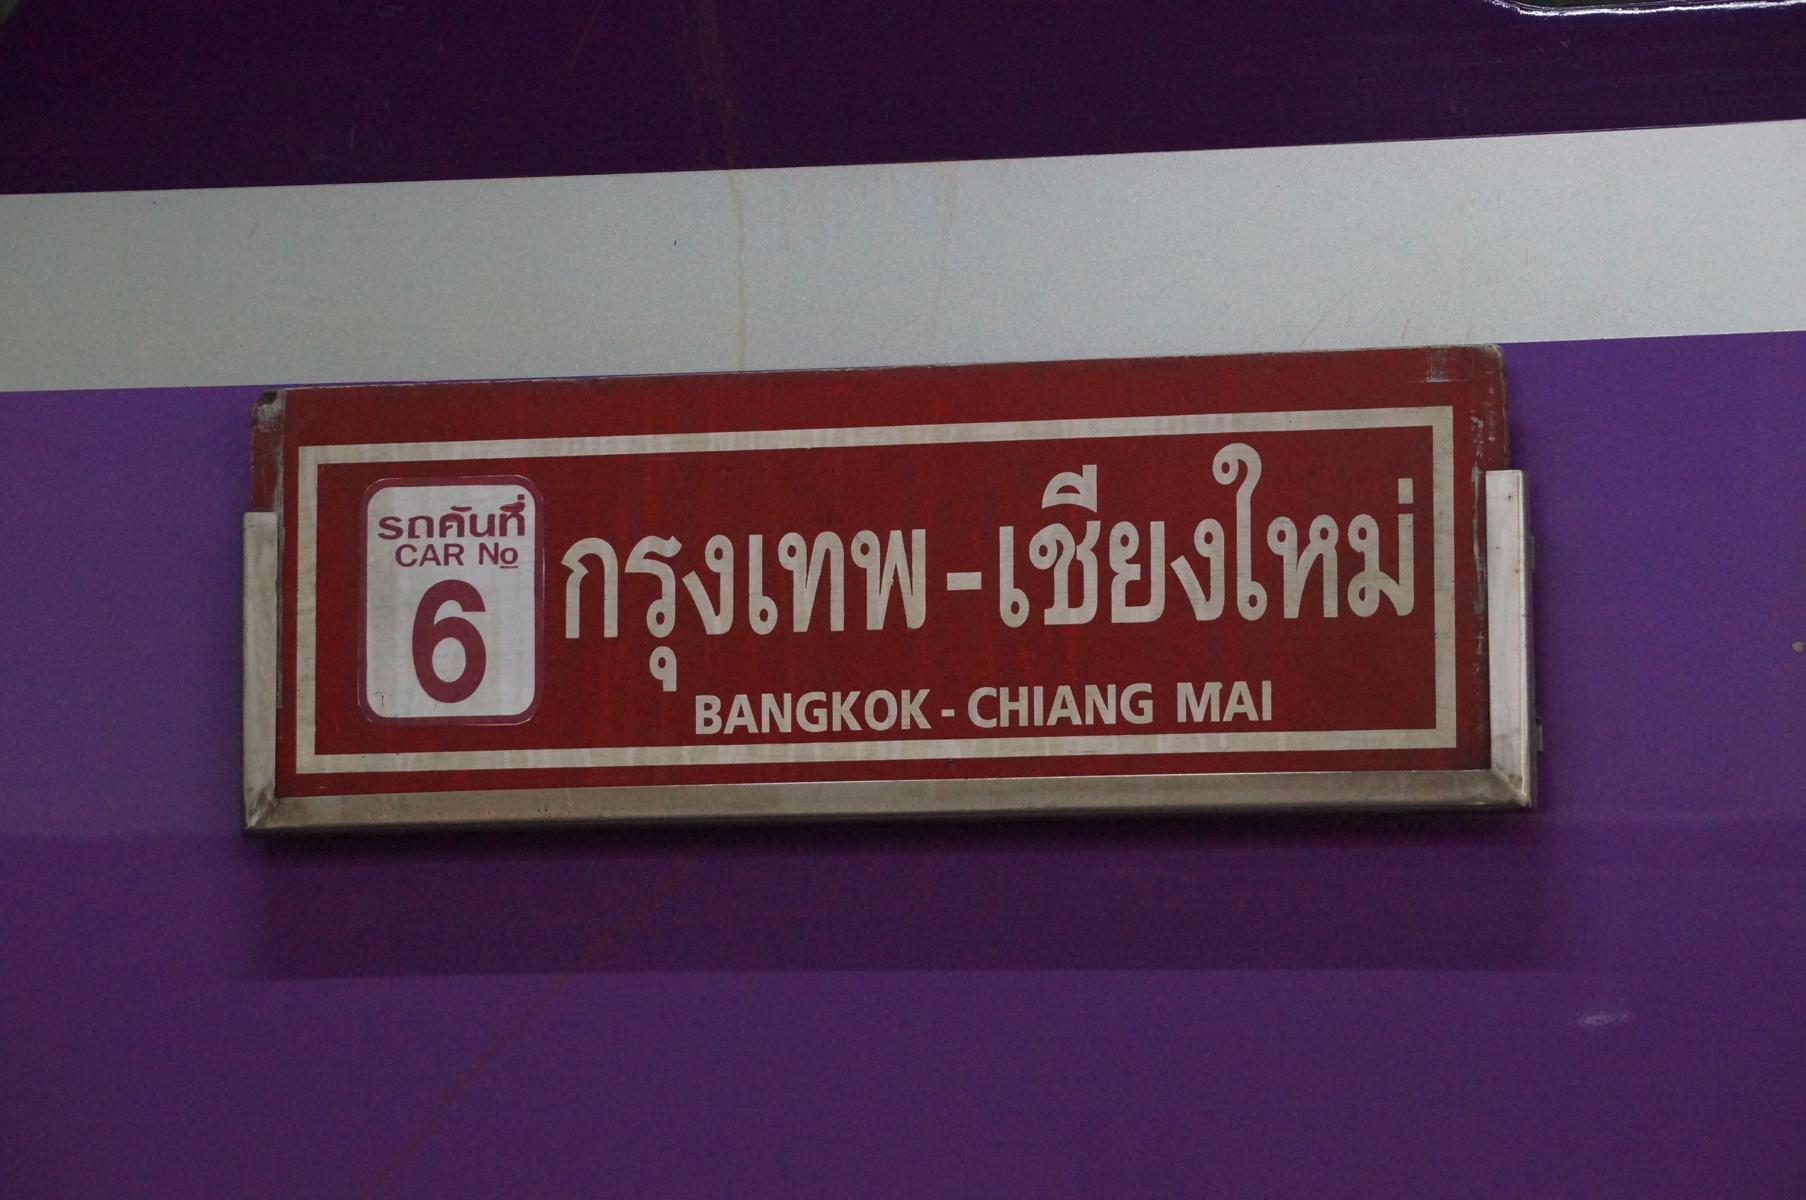 รถคันที่
CAR No
6
กรุงเทพ-เชียงใหม่
BANGKOK - CHIANG MAI